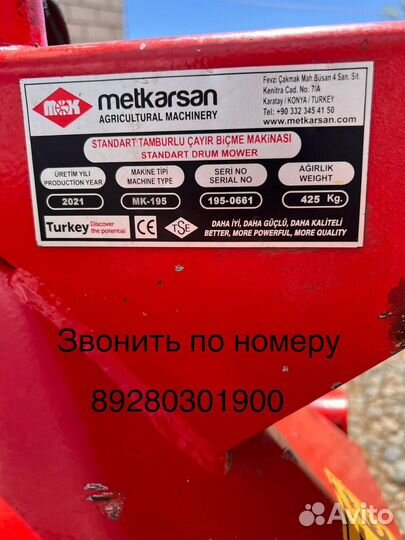 MK
metkarsan
AGRICULTURAL MACHINERY
Fevzi Çakmak Mah.Büsan 4 San. Sit.
Kenitra Cad. No: 7/A
Karatay / KONYA / TURKEY
Tel: +90 332 345 41 50
www.metkarsan.com
STANDART TAMBURLU ÇAYIR BİÇME MAKİNASI
STANDART DRUM MOWER
ÜRETİM YILI
PRODUCTION YEAR
MAKİNE TİPİ
MACHINE TYPE
SERİ NO
SERIAL NO
AĞIRLIK
WEIGHT
2021
MK-195
195-0661
425 Kg.
Turkey Discover the potential
CE
TSE
DAHA İYİ, DAHA GÜÇLÜ, DAHA KALİTELİ
BETTER, MORE POWERFUL, MORE QUALITY
Звонить по номеру
89280301900
Avito